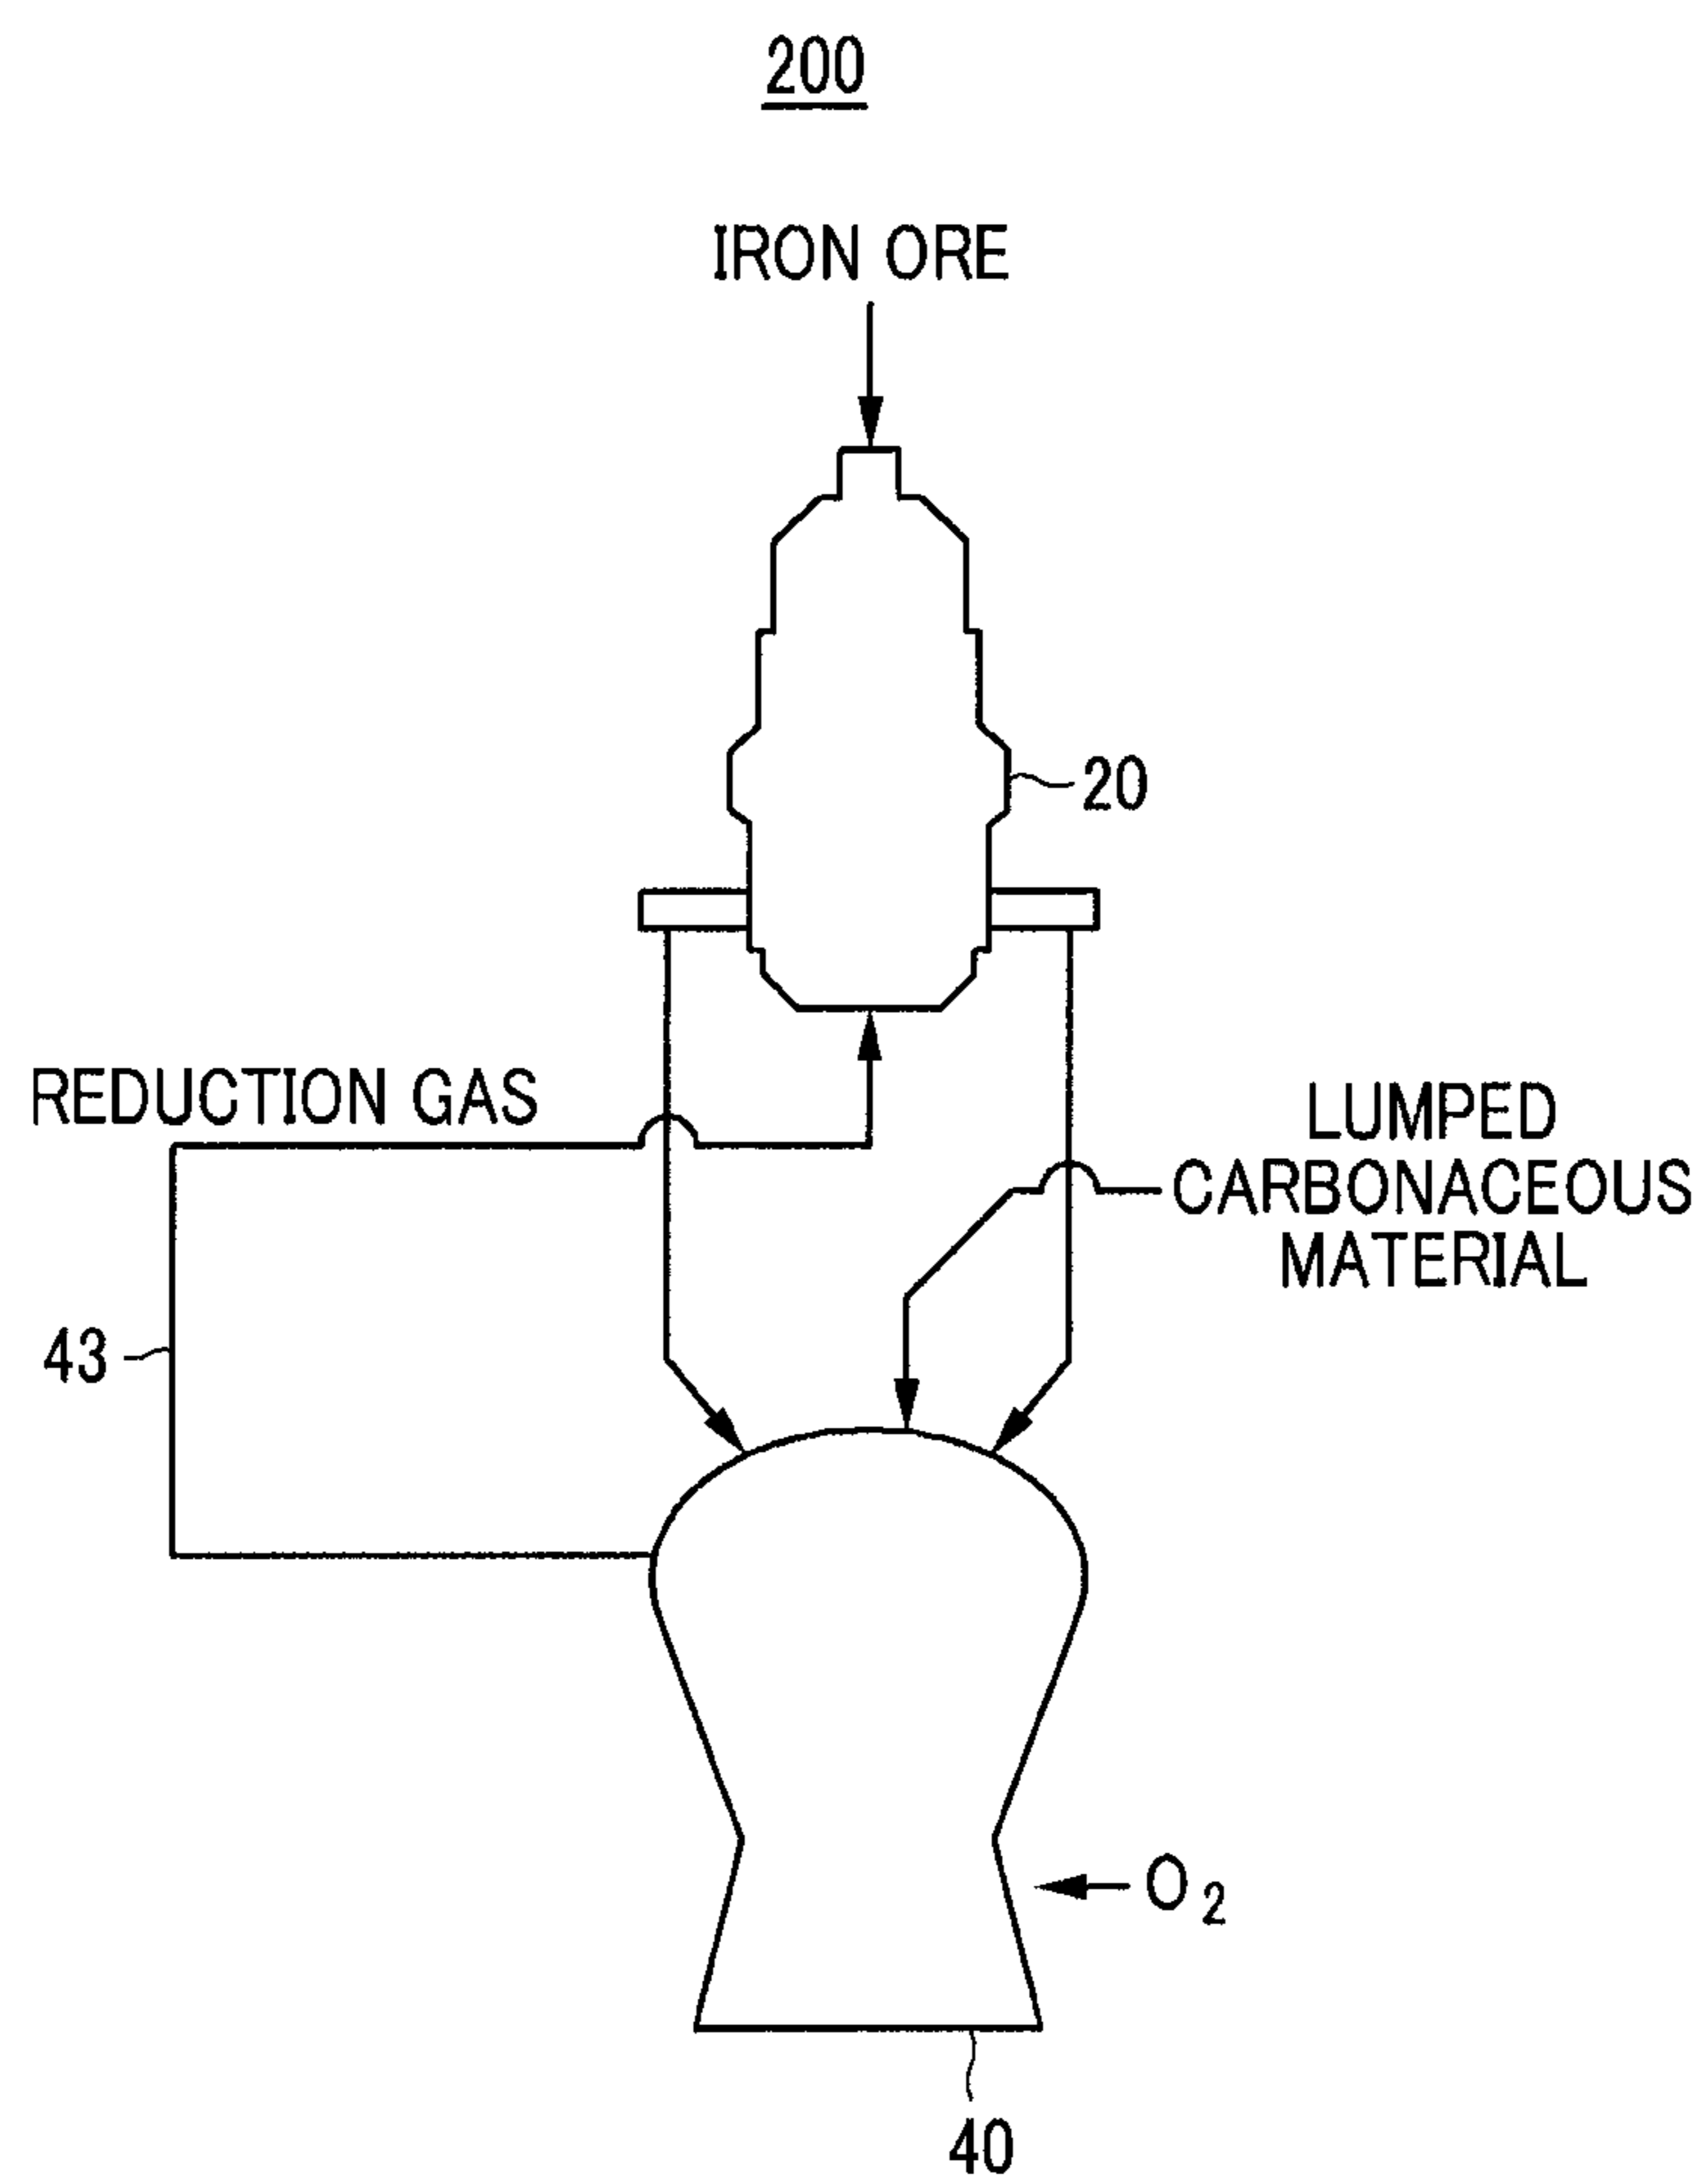 200
IRON ORE
20
REDUCTION GAS
LUMPED
CARBONACEOUS
MATERIAL
43
O2
40